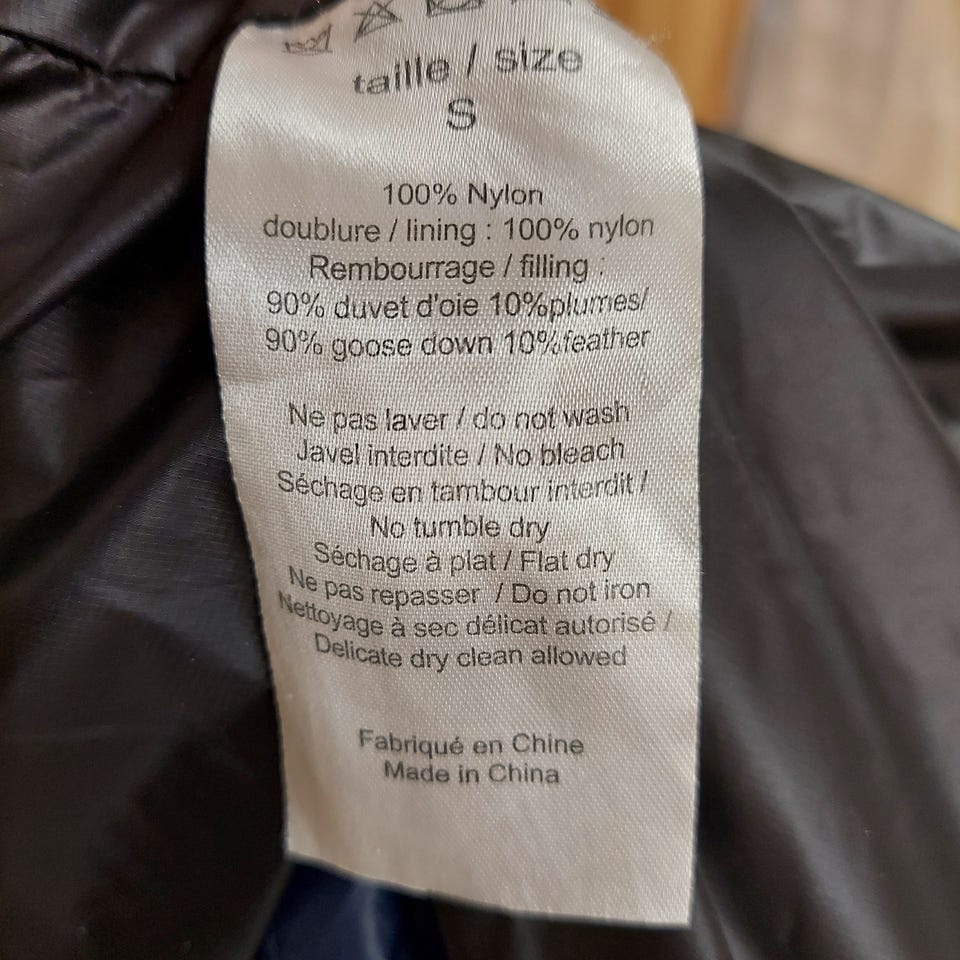 taille / size
S
100% Nylon
doublure / lining : 100% nylon
Rembourrage / filling :
90% duvet d'oie 10%plumes/
90% goose down 10%feather
Ne pas laver / do not wash
Javel interdite / No bleach
Séchage en tambour interdit /
No tumble dry
Séchage à plat / Flat dry
Ne pas repasser / Do not iron
Nettoyage à sec délicat autorisé /
Delicate dry clean allowed
Fabriqué en Chine
Made in China